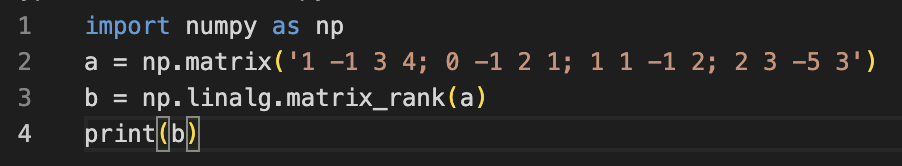 1 import numpy as np
2 a = np.matrix('1 -1 3 4; 0 -1 2 1; 1 1 -1 2; 2 3 -5 3')
3 b = np.linalg.matrix_rank(a)
4 print(b)